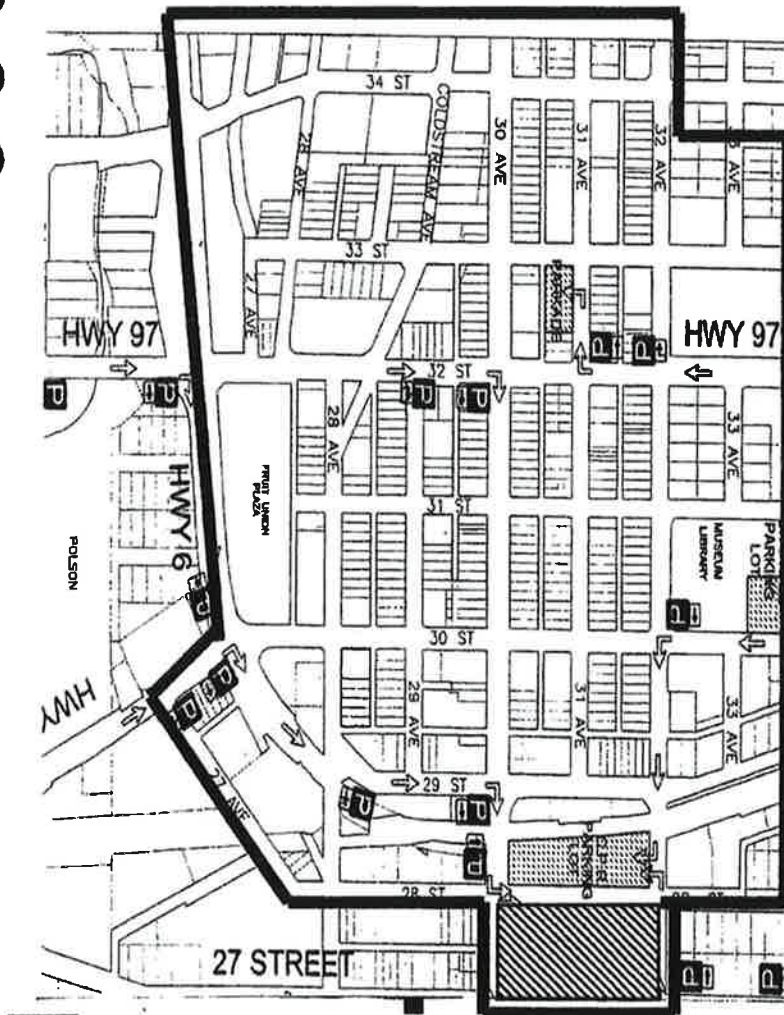 34 ST
COLDSTREAM AVE
30 AVE
31 AVE
32 AVE
33 AVE
28 AVE
33 ST
27 AVE
PARKADE
HWY 97
HWY 97
32 ST
P
P
P
P
P
P
P
28 AVE
33 AVE
FRUIT UNION
PLAZA
HWY 6
31 ST
MUSEUM
LIBRARY
PARKING
LOT
POLSON
P
P
30 ST
HWY
P
P
29 AVE
31 AVE
33 AVE
27 AVE
29 ST
P
P
P
C.P.R.
PARKING
LOT
28 ST
27 STREET
P
P